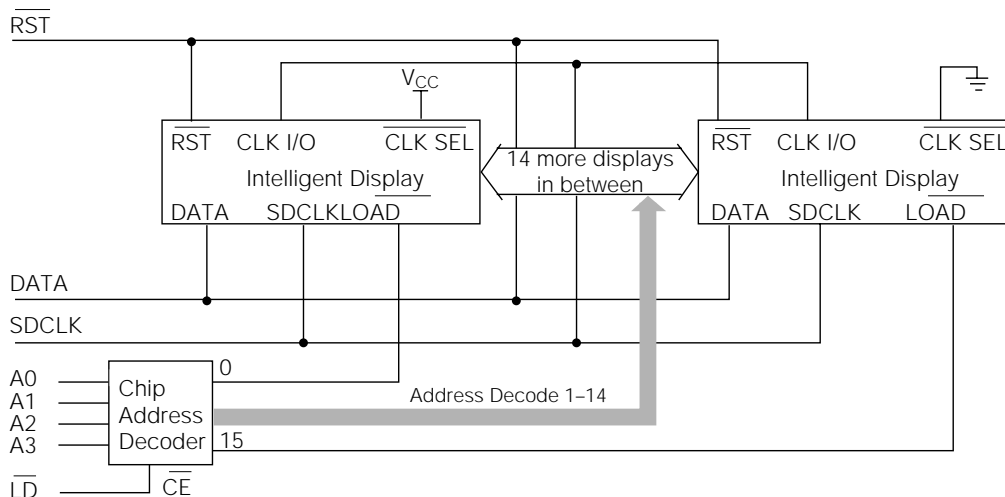 RST
VCC
RST CLK I/O CLK SEL
Intelligent Display
DATA SDCLKLOAD
14 more displays
in between
RST CLK I/O CLK SEL
Intelligent Display
DATA SDCLK LOAD
DATA
SDCLK
A0
A1
A2
A3
Chip
Address
Decoder
0
Address Decode 1–14
15
LD
CE